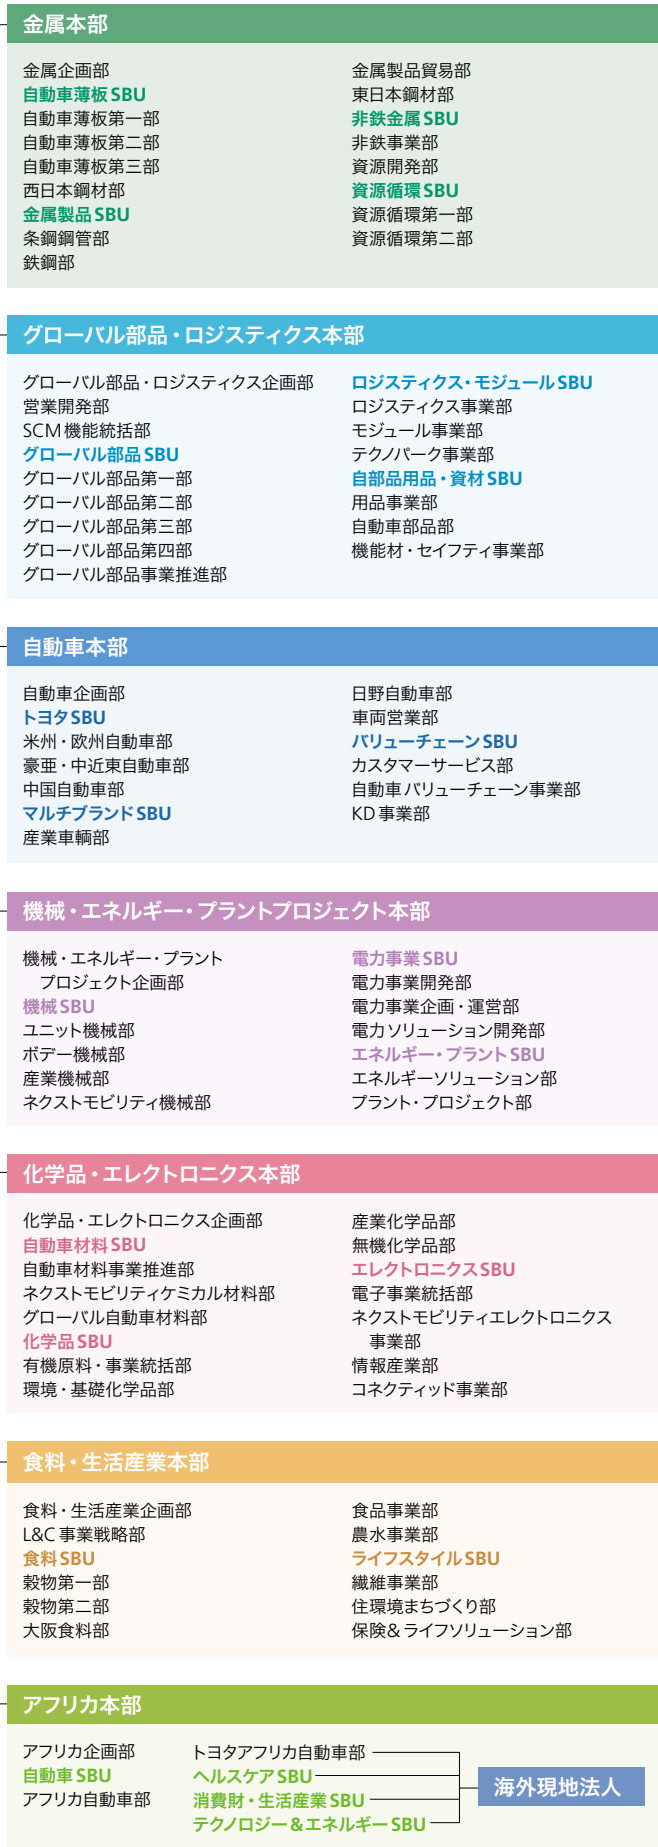 金属本部
金属企画部
自動車薄板SBU
自動車薄板第一部
自動車薄板第二部
自動車薄板第三部
西日本鋼材部
金属製品SBU
条鋼鋼管部
鉄鋼部
金属製品貿易部
東日本鋼材部
非鉄金属SBU
非鉄事業部
資源開発部
資源循環SBU
資源循環第一部
資源循環第二部
グローバル部品・ロジスティクス本部
グローバル部品・ロジスティクス企画部
営業開発部
SCM機能統括部
グローバル部品SBU
グローバル部品第一部
グローバル部品第二部
グローバル部品第三部
グローバル部品第四部
グローバル部品事業推進部
ロジスティクス・モジュールSBU
ロジスティクス事業部
モジュール事業部
テクノパーク事業部
自部品用品・資材SBU
用品事業部
自動車部品部
機能材・セイフティ事業部
自動車本部
自動車企画部
トヨタSBU
米州・欧州自動車部
豪亜・中近東自動車部
中国自動車部
マルチブランドSBU
産業車輌部
日野自動車部
車両営業部
バリューチェーンSBU
カスタマーサービス部
自動車バリューチェーン事業部
KD事業部
機械・エネルギー・プラントプロジェクト本部
機械・エネルギー・プラント
プロジェクト企画部
機械SBU
ユニット機械部
ボデー機械部
産業機械部
ネクストモビリティ機械部
電力事業SBU
電力事業開発部
電力事業企画・運営部
電力ソリューション開発部
エネルギー・プラントSBU
エネルギーソリューション部
プラント・プロジェクト部
化学品・エレクトロニクス本部
化学品・エレクトロニクス企画部
自動車材料SBU
自動車材料事業推進部
ネクストモビリティケミカル材料部
グローバル自動車材料部
化学品SBU
有機原料・事業統括部
環境・基礎化学品部
産業化学品部
無機化学品部
エレクトロニクスSBU
電子事業統括部
ネクストモビリティエレクトロニクス
事業部
情報産業部
コネクティッド事業部
食料・生活産業本部
食料・生活産業企画部
L&C事業戦略部
食料SBU
穀物第一部
穀物第二部
大阪食料部
食品事業部
農水事業部
ライフスタイルSBU
繊維事業部
住環境まちづくり部
保険&ライフソリューション部
アフリカ本部
アフリカ企画部
自動車SBU
アフリカ自動車部
トヨタアフリカ自動車部
ヘルスケアSBU
消費財・生活産業SBU
テクノロジー&エネルギーSBU
海外現地法人